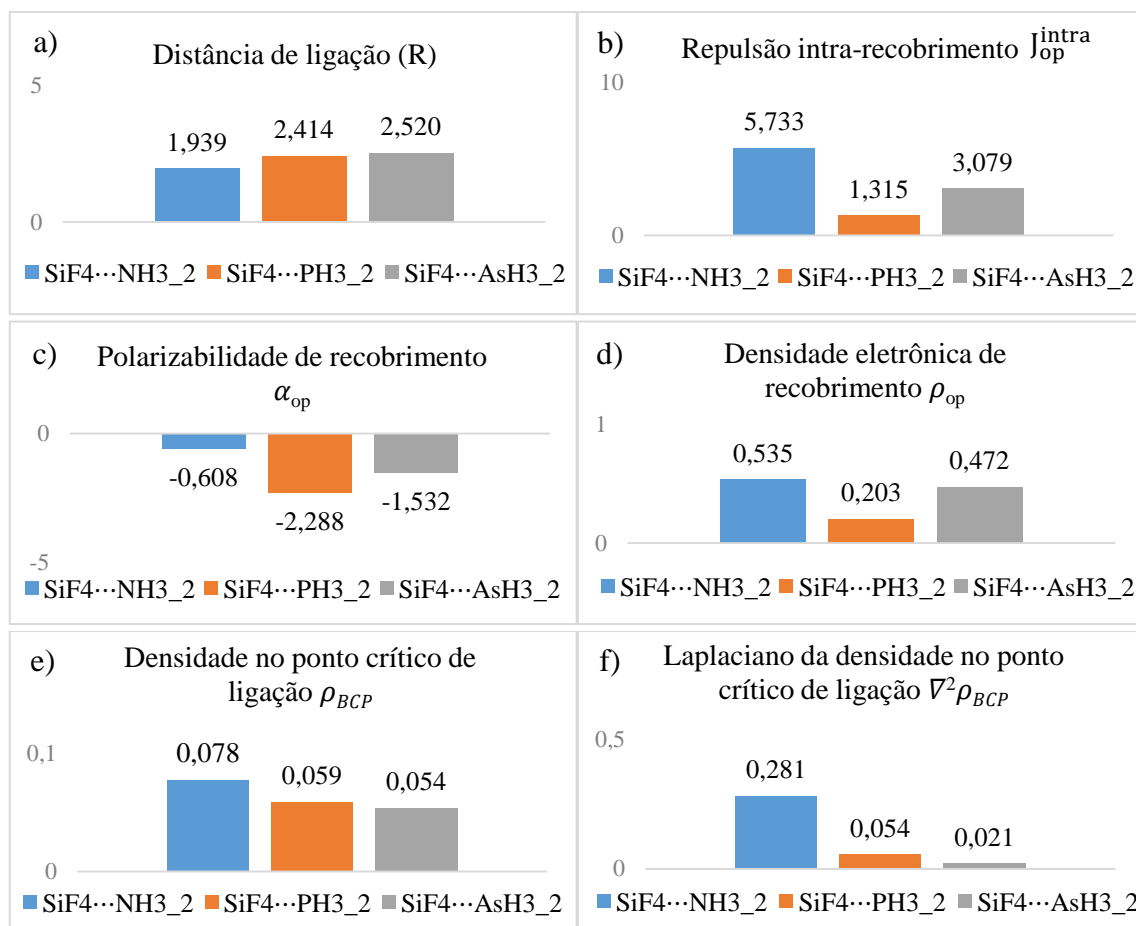 a)
Distância de ligação (R)
5
1,939
2,414
2,520
0
SiF4⋯NH3_2 SiF4⋯PH3_2 SiF4⋯AsH3_2
b)
Repulsão intra-recobrimento J_op^intra
10
5,733
1,315
3,079
0
SiF4⋯NH3_2 SiF4⋯PH3_2 SiF4⋯AsH3_2
c)
Polarizabilidade de recobrimento
α_op
0
-0,608
-2,288
-1,532
-5
SiF4⋯NH3_2 SiF4⋯PH3_2 SiF4⋯AsH3_2
d)
Densidade eletrônica de
recobrimento ρ_op
1
0,535
0,203
0,472
0
SiF4⋯NH3_2 SiF4⋯PH3_2 SiF4⋯AsH3_2
e)
Densidade no ponto crítico de
ligação ρ_BCP
0,1
0,078
0,059
0,054
0
SiF4⋯NH3_2 SiF4⋯PH3_2 SiF4⋯AsH3_2
f)
Laplaciano da densidade no ponto
crítico de ligação ∇²ρ_BCP
0,5
0,281
0,054
0,021
0
SiF4⋯NH3_2 SiF4⋯PH3_2 SiF4⋯AsH3_2